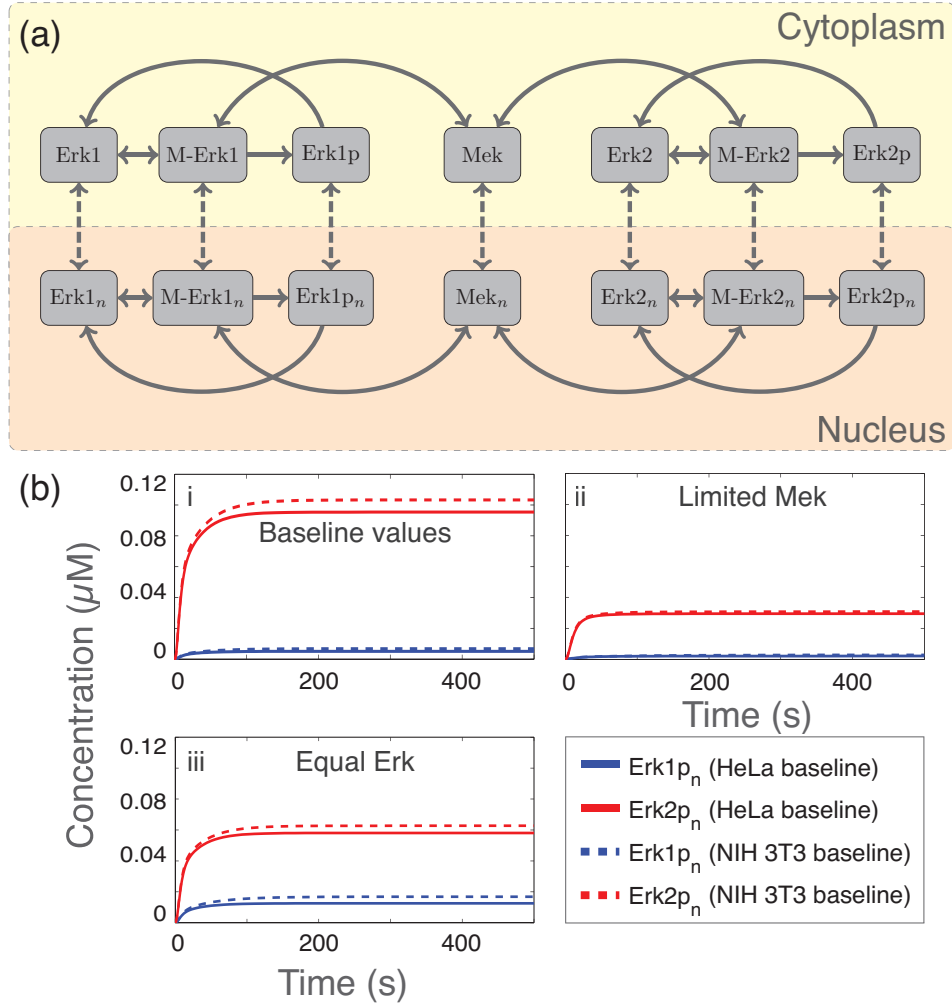 (a)
Cytoplasm
Erk1 M-Erk1 Erk1p Mek Erk2 M-Erk2 Erk2p
Erk1n M-Erk1n Erk1pn Mekn Erk2n M-Erk2n Erk2pn
Nucleus
(b)
Concentration (μM)
0.12
0.08
0.04
0
i
Baseline values
0 200 400
ii Limited Mek
0 200 400
Time (s)
0.12
0.08
0.04
0
iii Equal Erk
0 200 400
Time (s)
Erk1pn (HeLa baseline)
Erk2pn (HeLa baseline)
Erk1pn (NIH 3T3 baseline)
Erk2pn (NIH 3T3 baseline)